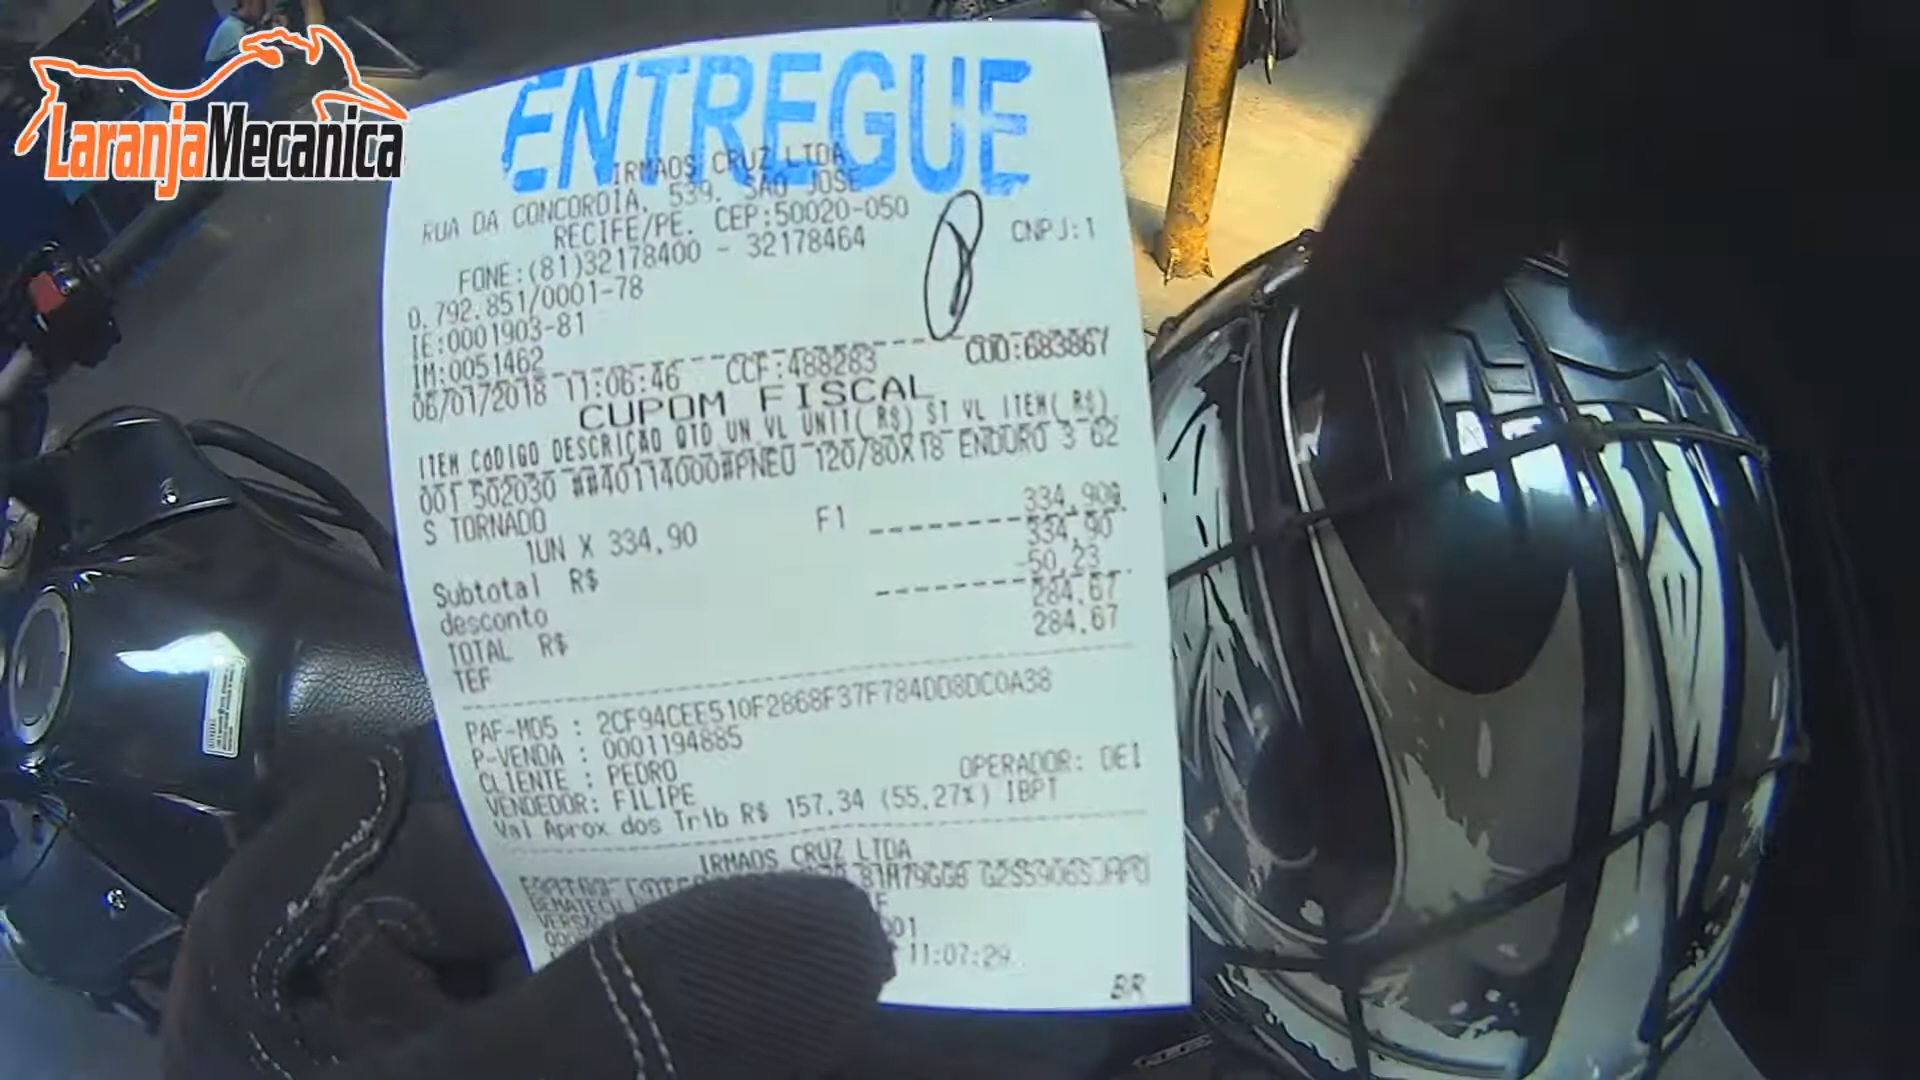 LaranjaMecanica
ENTREGUE
IRMAOS CRUZ LTDA
RUA DA CONCORDIA, 539. SAO JOSE
RECIFE/PE. CEP:50020-050
FONE:(81)32178400 - 32178464 CNPJ:1
0.792.851/0001-78
IE:0001903-81
IM:0051462
06/01/2018 11:06:46 CCF:488283 COO:683867
CUPOM FISCAL
ITEM CÓDIGO DESCRIÇÃO QTD UN VL UNIT( R$) ST VL ITEM( R$)
001 502030 ##40114000#PNEU 120/80X18 ENDURO 3 62
S TORNADO
1UN X 334,90 F1 334,90
Subtotal R$ 334,90
desconto -50,23
TOTAL R$ 284,67
TEF 284,67
PAF-MD5 : 2CF94CEE510F2868F37F784DD8DC0A38
P-VENDA : 0001194885
CLIENTE : PEDRO
VENDEDOR: FILIPE OPERADOR: DEI
Val Aprox dos Trib R$ 157,34 (55,27%) IBPT
IRMAOS CRUZ LTDA
BEMATECH
11:07:29
BR